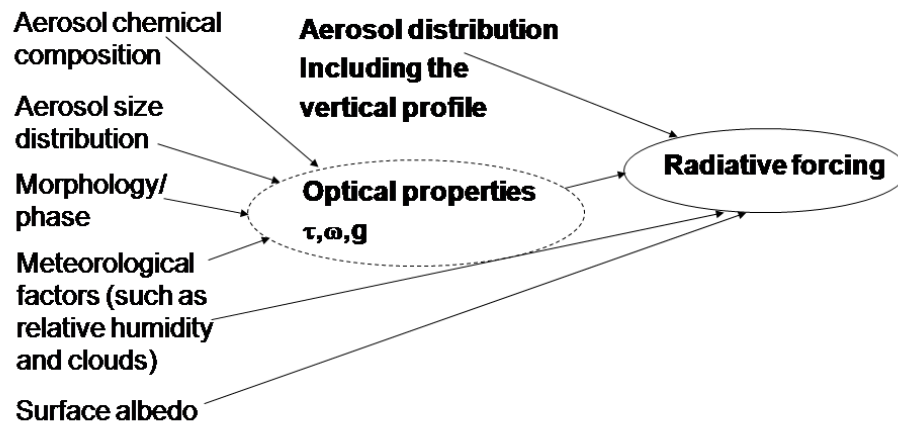 Aerosol chemical
composition
Aerosol distribution
Including the
vertical profile
Aerosol size
distribution
Morphology/
phase
Optical properties
τ,ω,g
Radiative forcing
Meteorological
factors (such as
relative humidity
and clouds)
Surface albedo